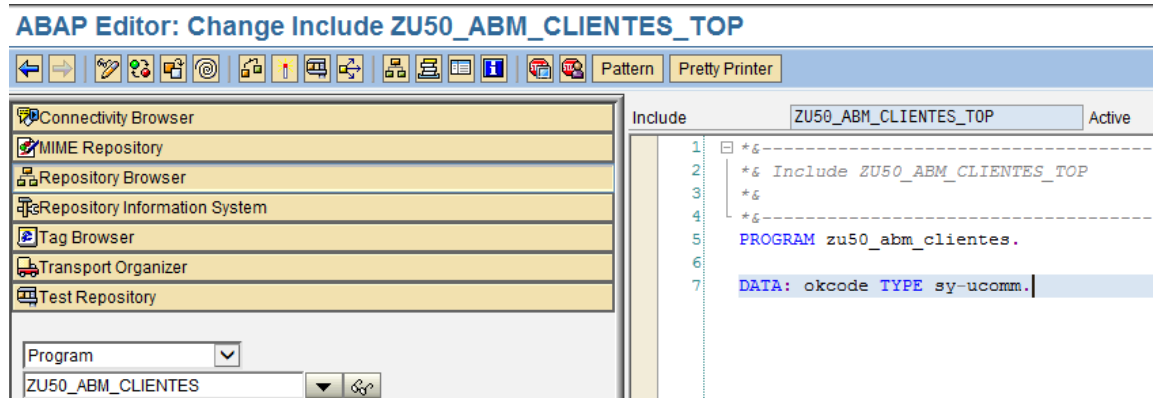 ABAP Editor: Change Include ZU50_ABM_CLIENTES_TOP
Pattern Pretty Printer
Connectivity Browser
MIME Repository
Repository Browser
Repository Information System
Tag Browser
Transport Organizer
Test Repository
Program
ZU50_ABM_CLIENTES
Include ZU50_ABM_CLIENTES_TOP Active
1 *&-------------------------------------
2 *& Include ZU50_ABM_CLIENTES_TOP
3 *&
4 *&-------------------------------------
5 PROGRAM zu50_abm_clientes.
6
7 DATA: okcode TYPE sy-ucomm.